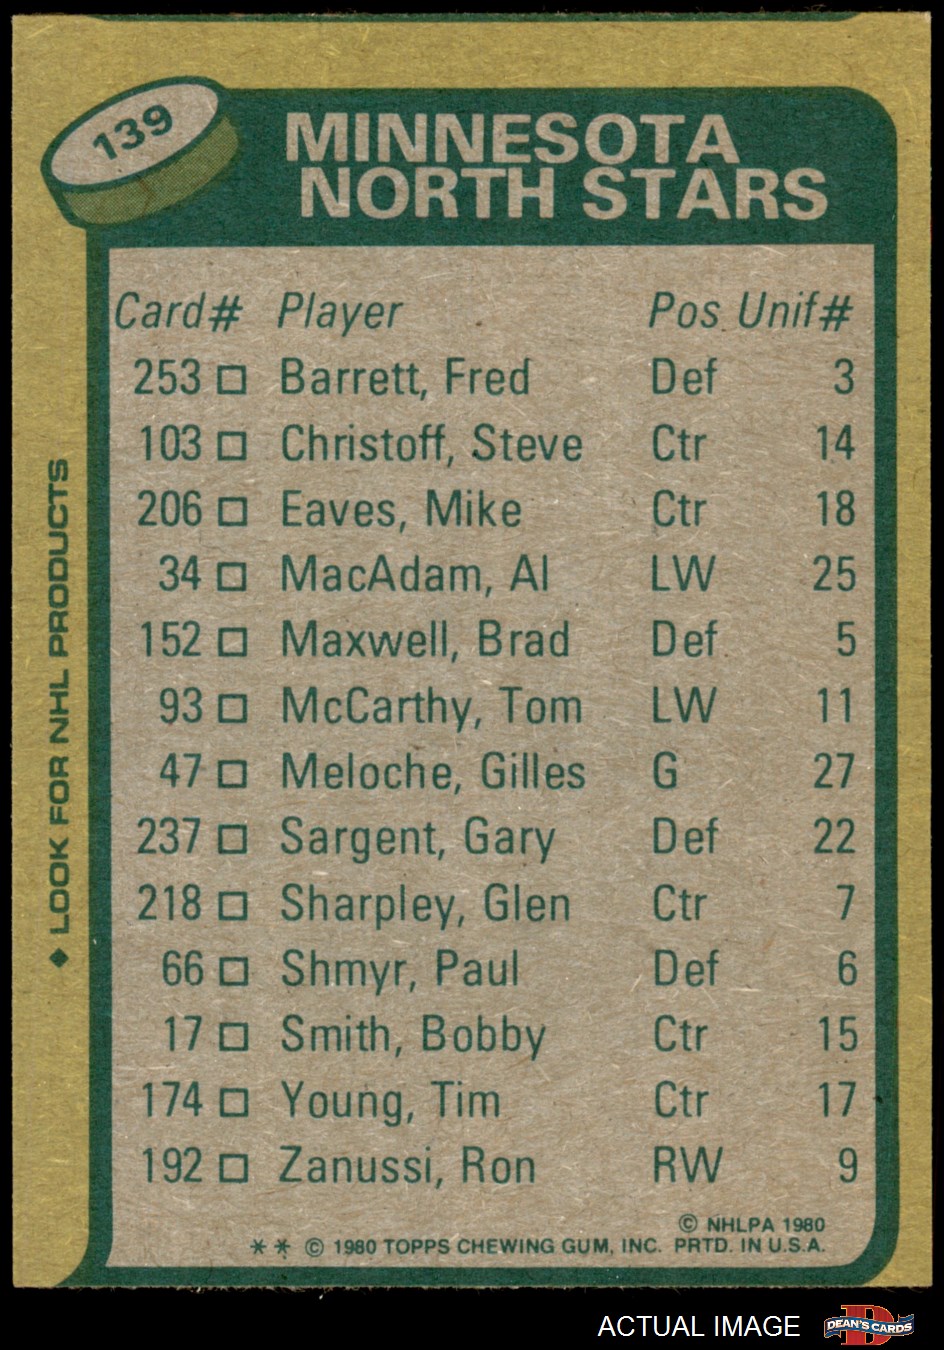 139
MINNESOTA
NORTH STARS
Card# Player Pos Unif#
253 □ Barrett, Fred Def 3
103 □ Christoff, Steve Ctr 14
206 □ Eaves, Mike Ctr 18
34 □ MacAdam, Al LW 25
152 □ Maxwell, Brad Def 5
93 □ McCarthy, Tom LW 11
47 □ Meloche, Gilles G 27
237 □ Sargent, Gary Def 22
218 □ Sharpley, Glen Ctr 7
66 □ Shmyr, Paul Def 6
17 □ Smith, Bobby Ctr 15
174 □ Young, Tim Ctr 17
192 □ Zanussi, Ron RW 9
© NHLPA 1980
** © 1980 TOPPS CHEWING GUM, INC. PRTD. IN U.S.A.
◆ LOOK FOR NHL PRODUCTS
ACTUAL IMAGE
D
DEAN'S CARDS